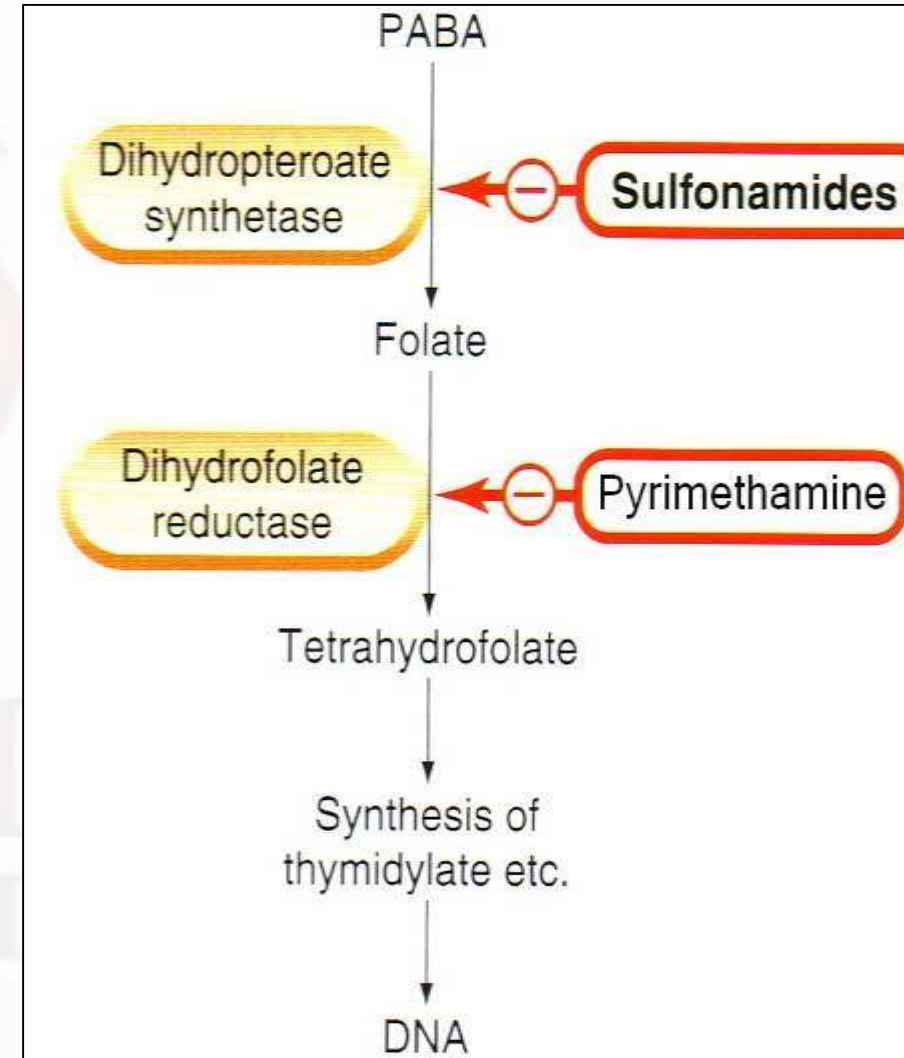 PABA
Dihydropteroate
synthetase
Sulfonamides
Folate
Dihydrofolate
reductase
Pyrimethamine
Tetrahydrofolate
Synthesis of
thymidylate etc.
DNA